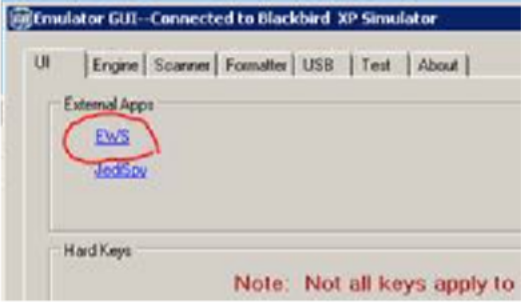 Emulator GUI--Connected to Blackbird XP Simulator
UI Engine Scanner Formatter USB Test About
External Apps
EWS
JediSpy
Hard Keys
Note: Not all keys apply to